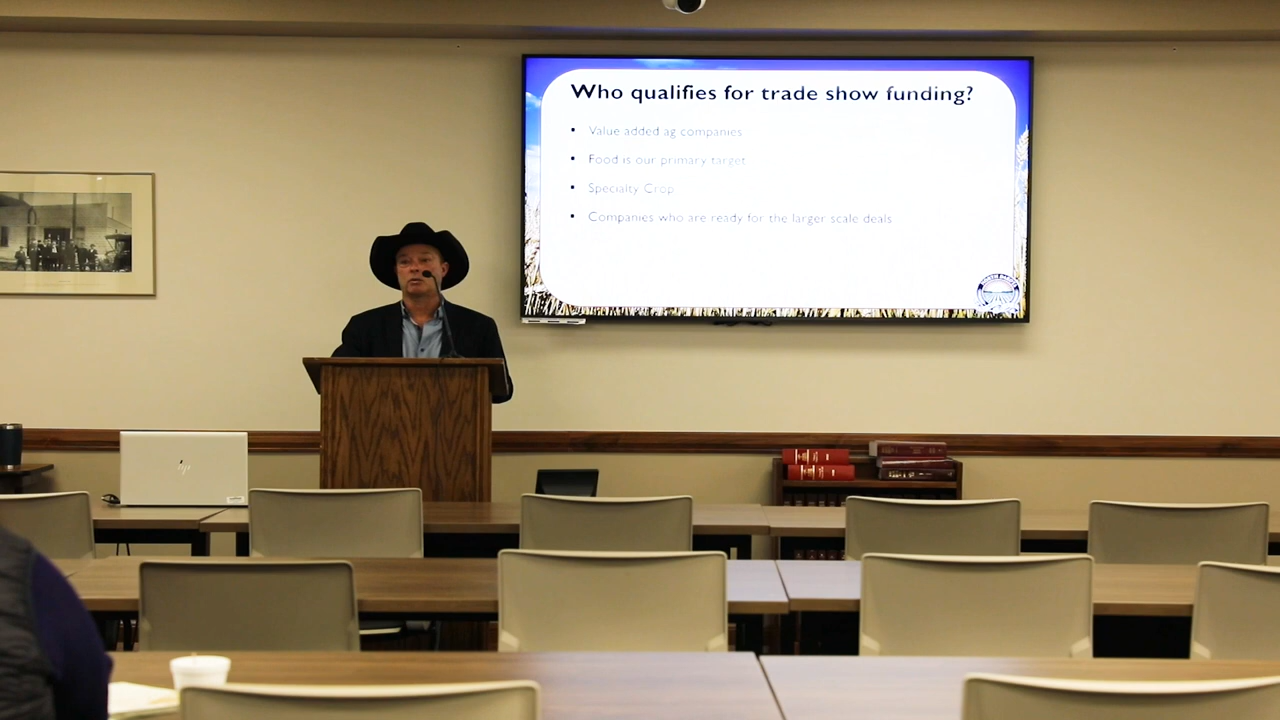 Who qualifies for trade show funding?
• Value added ag companies
• Food is our primary target
• Specialty Crop
• Companies who are ready for the larger scale deals
hp